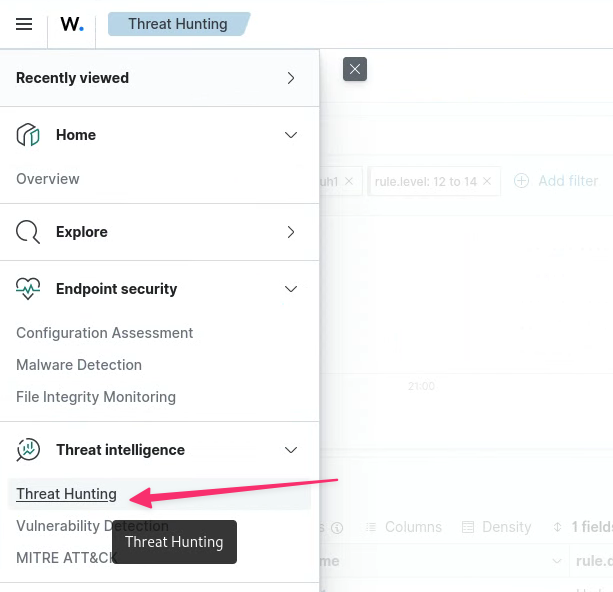 W.
Threat Hunting
Recently viewed
Home
Overview
uh1 ×
rule.level: 12 to 14 ×
Add filter
Explore
Endpoint security
Configuration Assessment
Malware Detection
File Integrity Monitoring
21:00
Threat intelligence
Threat Hunting
Vulnerability Detection
s
Columns
Density
1 fields
Threat Hunting
MITRE ATT&CK
me
rule.d